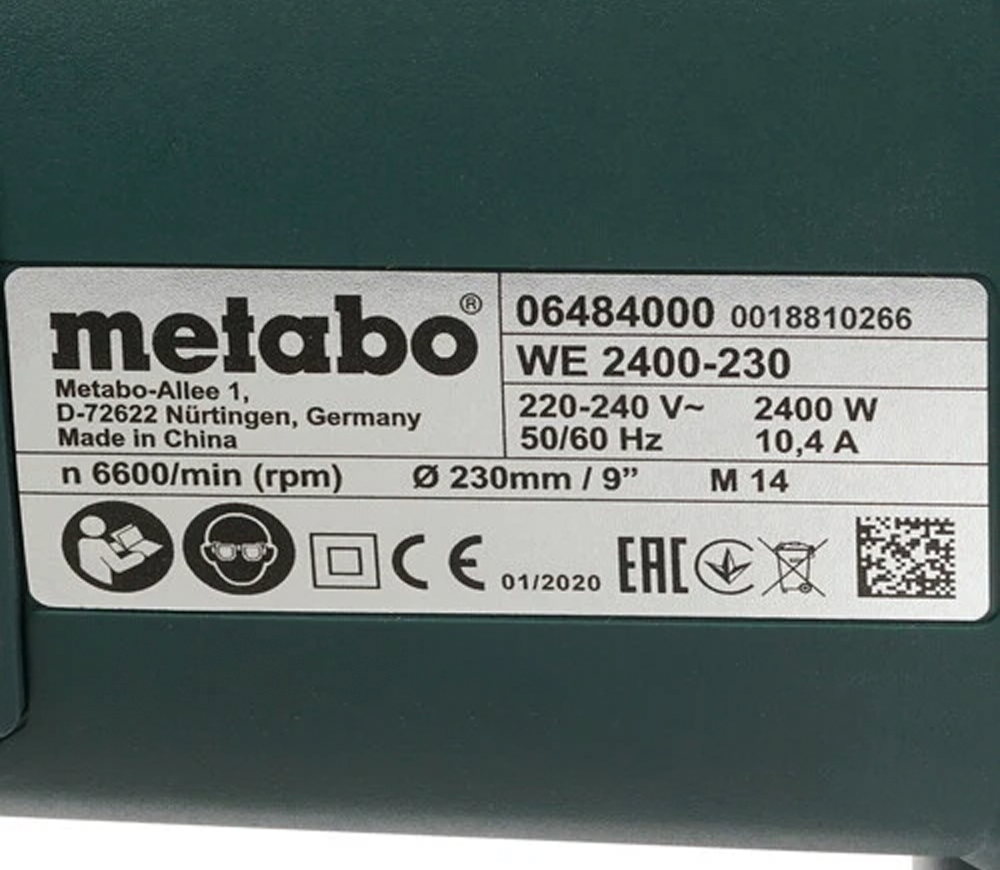 metabo®
Metabo-Allee 1,
D-72622 Nürtingen, Germany
Made in China
06484000 0018810266
WE 2400-230
220-240 V~ 2400 W
50/60 Hz 10,4 A
n 6600/min (rpm) Ø 230mm / 9” M 14
CE 01/2020 EAC